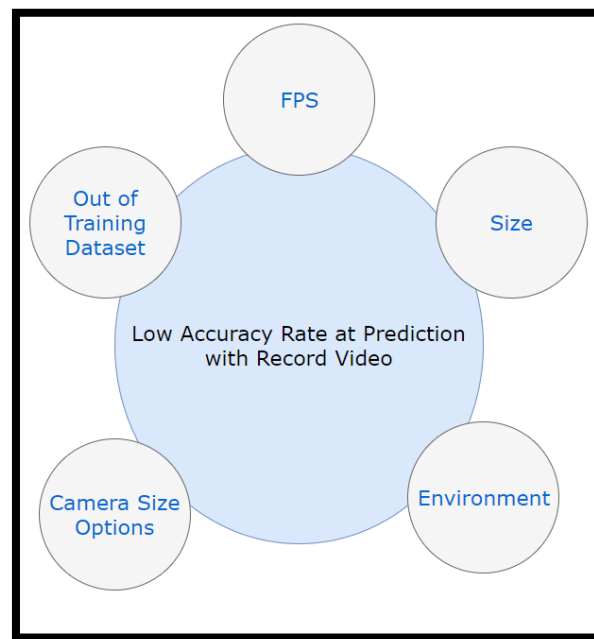 FPS
Out of
Training
Dataset
Size
Low Accuracy Rate at Prediction
with Record Video
Camera Size
Options
Environment